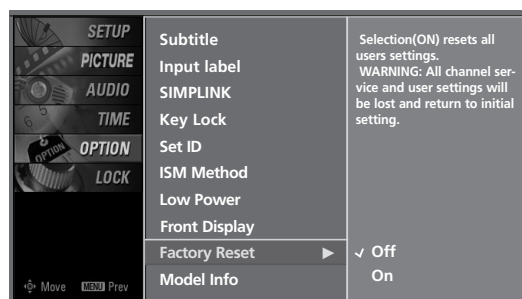 SETUP
PICTURE
AUDIO
TIME
OPTION
LOCK
Move MENU Prev
Subtitle
Input label
SIMPLINK
Key Lock
Set ID
ISM Method
Low Power
Front Display
Factory Reset ▶
Model Info
Selection(ON) resets all
users settings.
WARNING: All channel ser-
vice and user settings will
be lost and return to initial
setting.
✓ Off
On